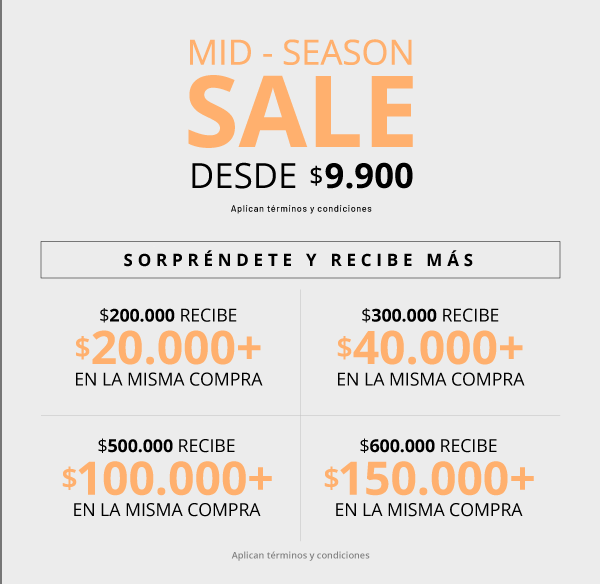 MID - SEASON
SALE
DESDE $9.900
Aplican términos y condiciones
SORPRÉNDETE Y RECIBE MÁS
$200.000 RECIBE
$20.000+
EN LA MISMA COMPRA
$300.000 RECIBE
$40.000+
EN LA MISMA COMPRA
$500.000 RECIBE
$100.000+
EN LA MISMA COMPRA
$600.000 RECIBE
$150.000+
EN LA MISMA COMPRA
Aplican términos y condiciones